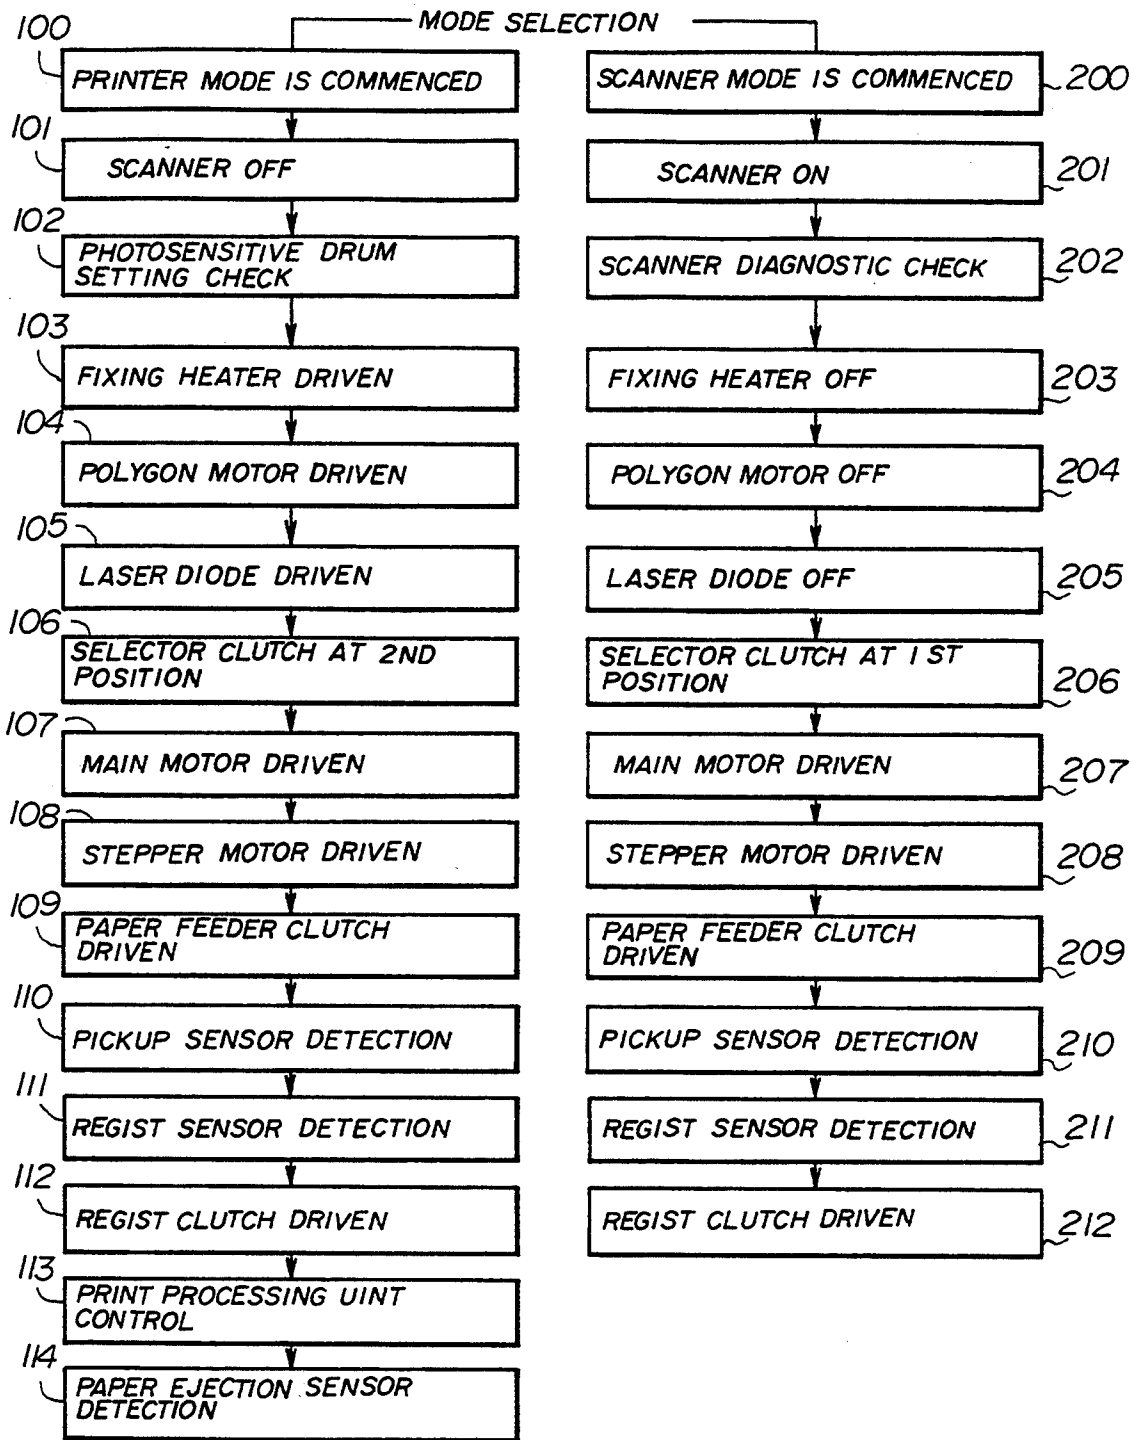 MODE SELECTION
100
PRINTER MODE IS COMMENCED
101
SCANNER OFF
102
PHOTOSENSITIVE DRUM
SETTING CHECK
103
FIXING HEATER DRIVEN
104
POLYGON MOTOR DRIVEN
105
LASER DIODE DRIVEN
106
SELECTOR CLUTCH AT 2ND
POSITION
107
MAIN MOTOR DRIVEN
108
STEPPER MOTOR DRIVEN
109
PAPER FEEDER CLUTCH
DRIVEN
110
PICKUP SENSOR DETECTION
111
REGIST SENSOR DETECTION
112
REGIST CLUTCH DRIVEN
113
PRINT PROCESSING UINT
CONTROL
114
PAPER EJECTION SENSOR
DETECTION
SCANNER MODE IS COMMENCED
200
SCANNER ON
201
SCANNER DIAGNOSTIC CHECK
202
FIXING HEATER OFF
203
POLYGON MOTOR OFF
204
LASER DIODE OFF
205
SELECTOR CLUTCH AT 1 ST
POSITION
206
MAIN MOTOR DRIVEN
207
STEPPER MOTOR DRIVEN
208
PAPER FEEDER CLUTCH
DRIVEN
209
PICKUP SENSOR DETECTION
210
REGIST SENSOR DETECTION
211
REGIST CLUTCH DRIVEN
212